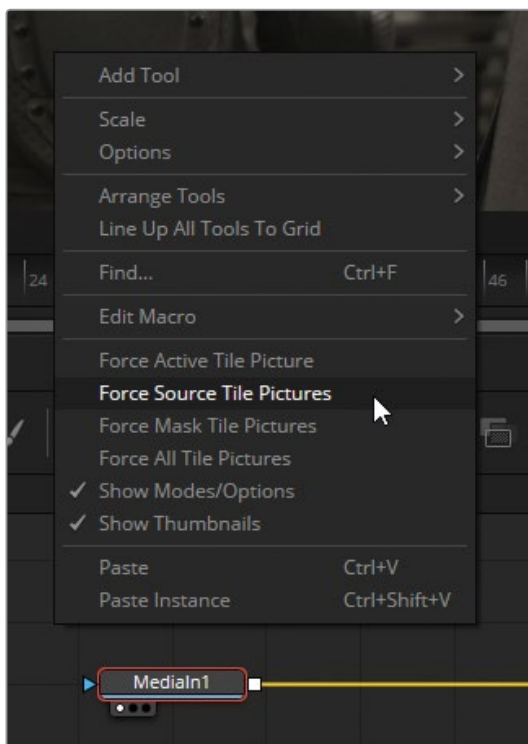 Add Tool
Scale
Options
Arrange Tools
Line Up All Tools To Grid
24
Find... Ctrl+F
46
Edit Macro
Force Active Tile Picture
Force Source Tile Pictures
Force Mask Tile Pictures
Force All Tile Pictures
Show Modes/Options
Show Thumbnails
Paste Ctrl+V
Paste Instance Ctrl+Shift+V
MediaIn1